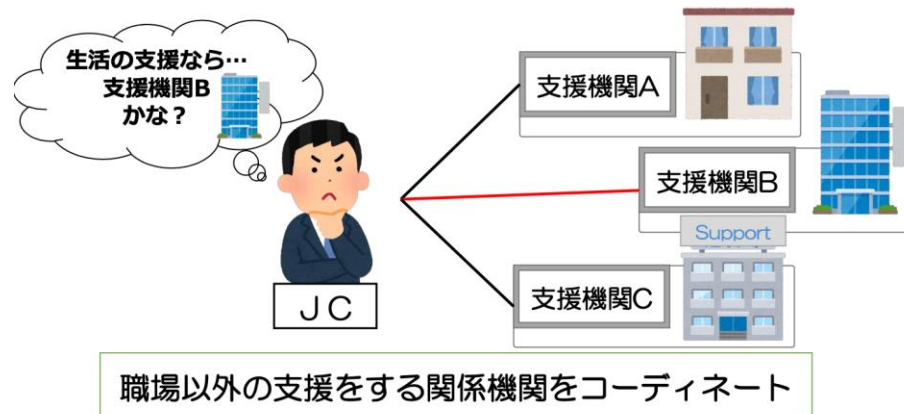 生活の支援なら…
支援機関B
かな？
JC
支援機関A
支援機関B
Support
支援機関C
職場以外の支援をする関係機関をコーディネート